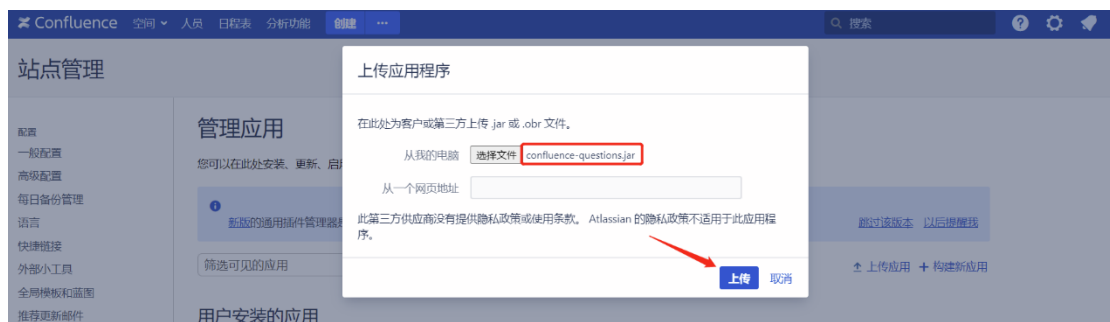 Confluence 空间 人员 日程表 分析功能 创建 ··· 搜索
站点管理
上传应用程序
在此处为客户或第三方上传 .jar 或 .obr 文件。
从我的电脑 选择文件 confluence-questions.jar
从一个网页地址
此第三方供应商没有提供隐私政策或使用条款。 Atlassian 的隐私政策不适用于此应用程
序。
上传 取消
配置
一般配置
高级配置
每日备份管理
语言
快捷链接
外部小工具
全局模板和蓝图
推荐更新邮件
管理应用
您可以在此处安装、更新、启
新版的通用插件管理器
跳过该版本 以后提醒我
筛选可见的应用
上传应用 + 构建新应用
用户安装的应用